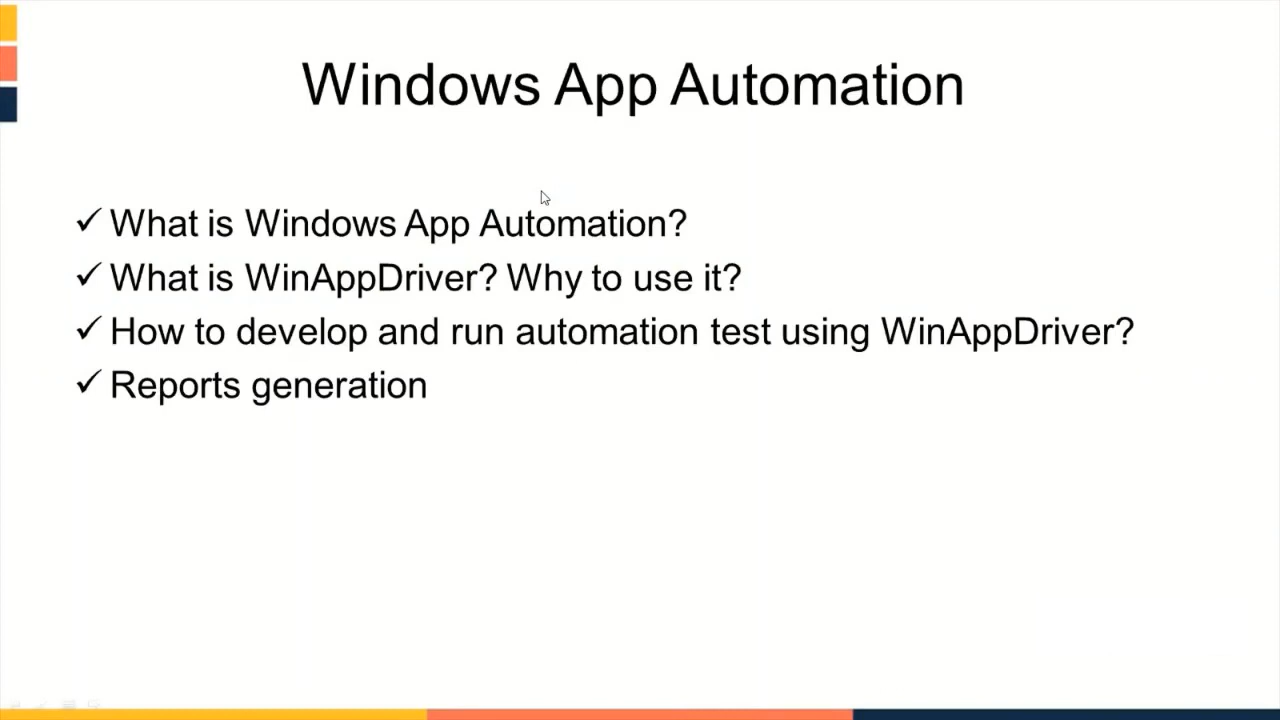 Windows App Automation
✓ What is Windows App Automation?
✓ What is WinAppDriver? Why to use it?
✓ How to develop and run automation test using WinAppDriver?
✓ Reports generation